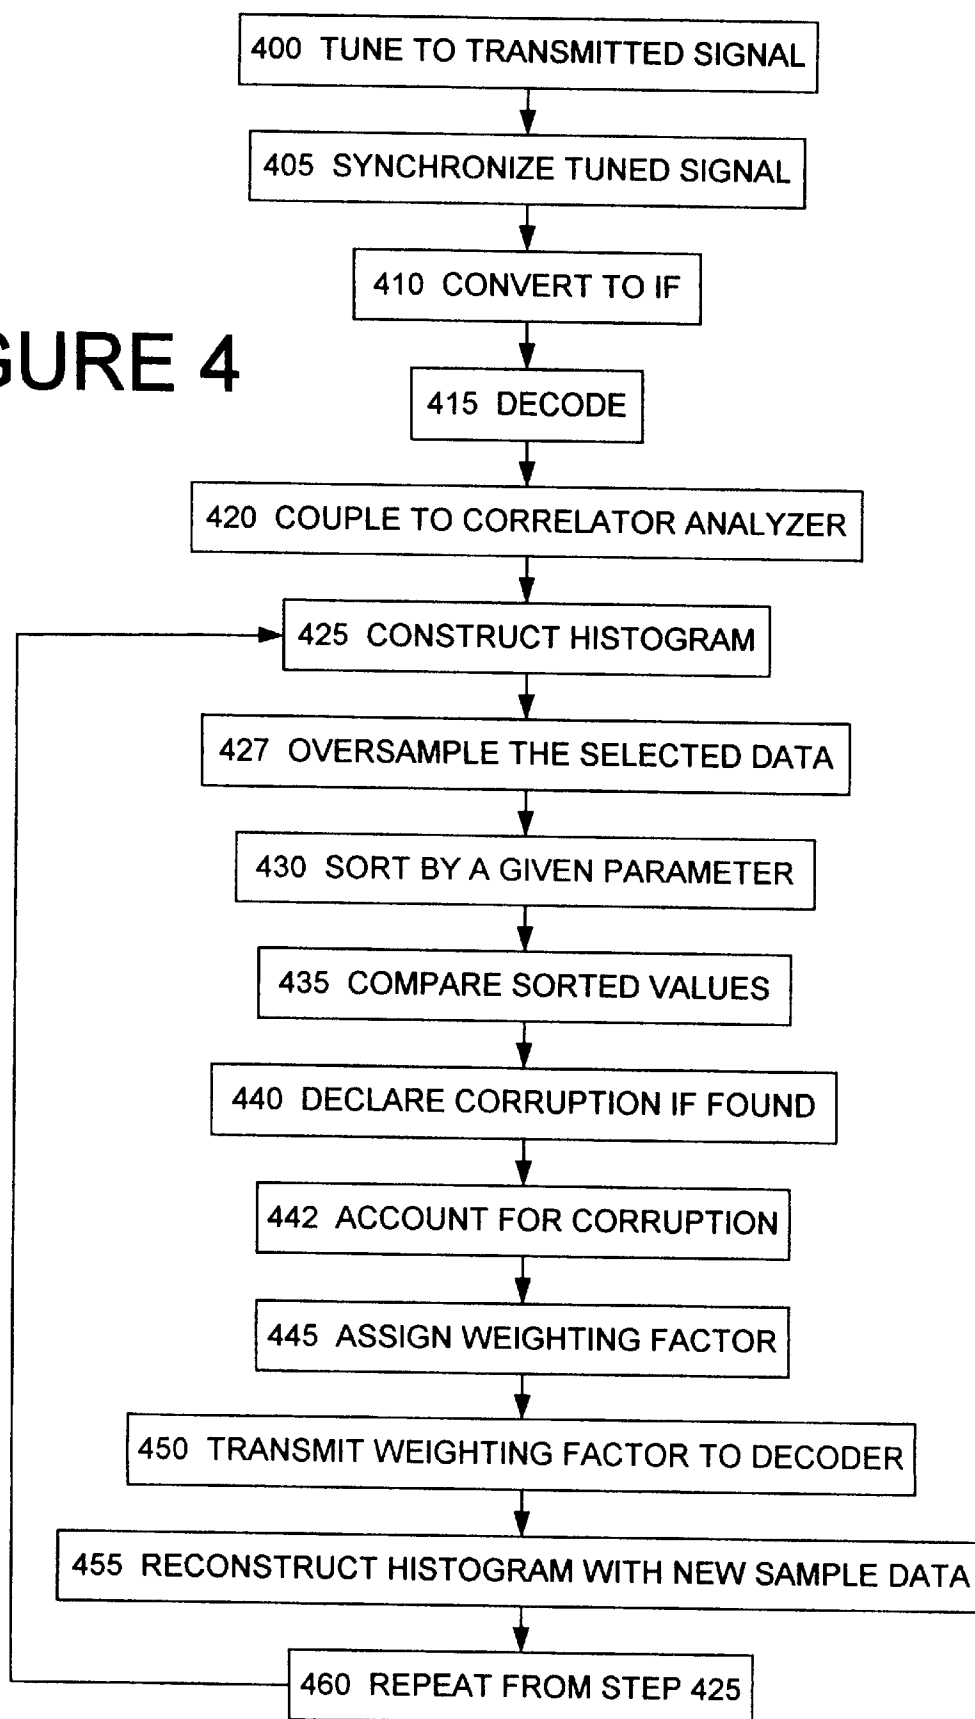 400 TUNE TO TRANSMITTED SIGNAL
405 SYNCHRONIZE TUNED SIGNAL
410 CONVERT TO IF
GURE 4
415 DECODE
420 COUPLE TO CORRELATOR ANALYZER
425 CONSTRUCT HISTOGRAM
427 OVERSAMPLE THE SELECTED DATA
430 SORT BY A GIVEN PARAMETER
435 COMPARE SORTED VALUES
440 DECLARE CORRUPTION IF FOUND
442 ACCOUNT FOR CORRUPTION
445 ASSIGN WEIGHTING FACTOR
450 TRANSMIT WEIGHTING FACTOR TO DECODER
455 RECONSTRUCT HISTOGRAM WITH NEW SAMPLE DATA
460 REPEAT FROM STEP 425